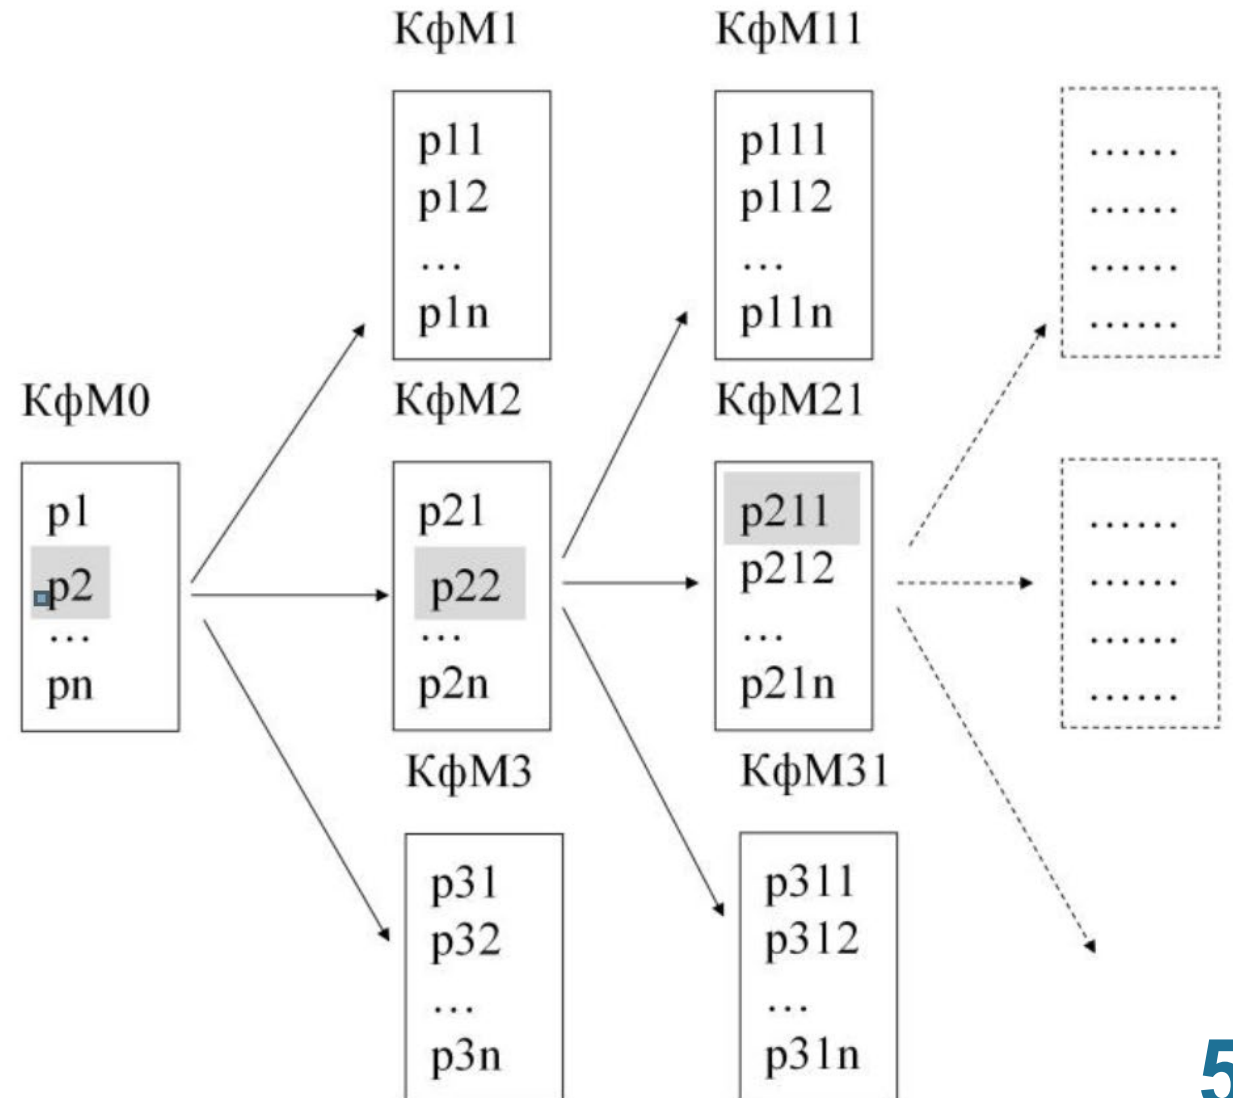 КфМ1
p11
p12
...
p1n
КфМ11
p111
p112
...
p11n
......
......
......
......
КфМ0
p1
p2
...
pn
КфМ2
p21
p22
...
p2n
КфМ21
p211
p212
...
p21n
......
......
......
......
КфМ3
p31
p32
...
p3n
КфМ31
p311
p312
...
p31n
5